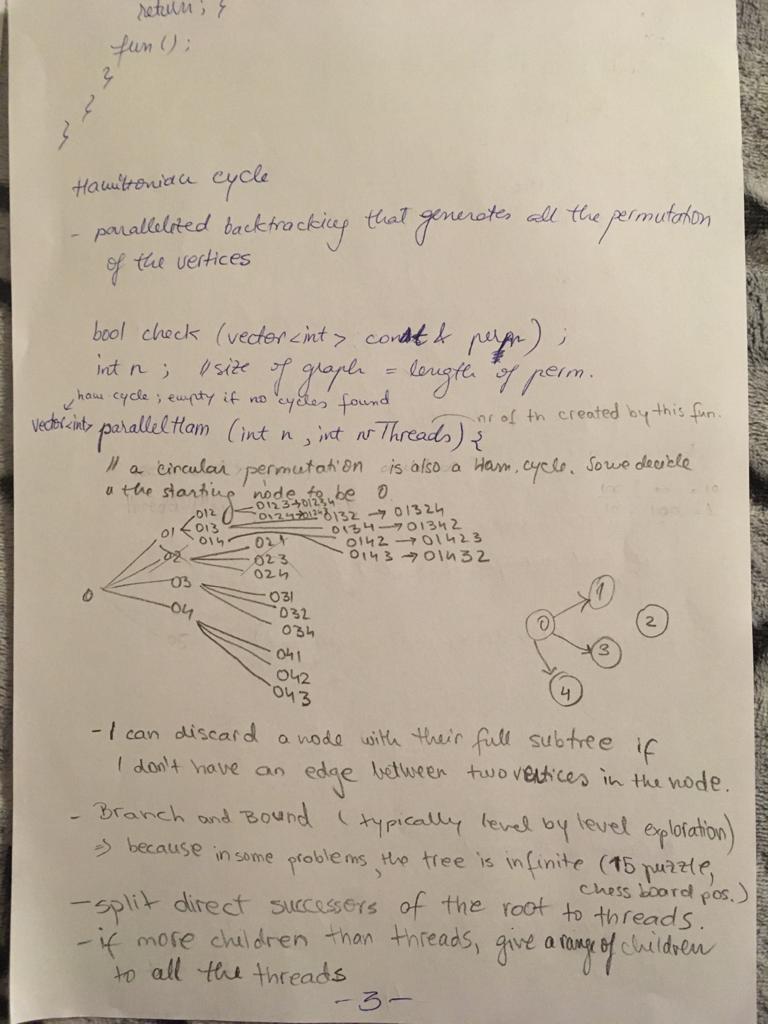 return; }
fun();
}
}
}
Hamiltonian cycle
- parallelized backtracking that generates all the permutation
of the vertices
bool check (vector<int> const& perm);
int n; //size of graph = length of perm.
ham cycle; empty if no cycles found
nr of th created by this fun.
vector<int> parallelHam (int n, int nrThreads) {
// a circular permutation is also a Ham. cycle. So we decide
" the starting node to be 0
0
01
02
03
04
012
013
014
0123→01234
0124→01243
0132 → 01324
0134 → 01342
0142 → 01423
0143 → 01432
021
023
024
031
032
034
041
042
043
0
1
2
3
4
- I can discard a node with their full subtree if
I don't have an edge between two vertices in the node.
- Branch and Bound (typically level by level exploration)
=> because in some problems, the tree is infinite (15 puzzle,
chess board pos.)
- split direct successors of the root to threads.
- if more children than threads, give a range of children
to all the threads
-3-